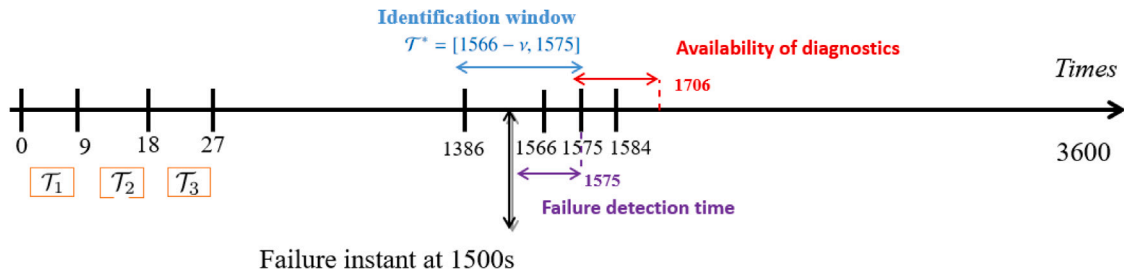 Identification window
𝒯* = [1566 − ν, 1575]
Availability of diagnostics
1706
Times
0 9 18 27 1386 1566 1575 1584 3600
𝒯1 𝒯2 𝒯3
1575
Failure detection time
Failure instant at 1500s